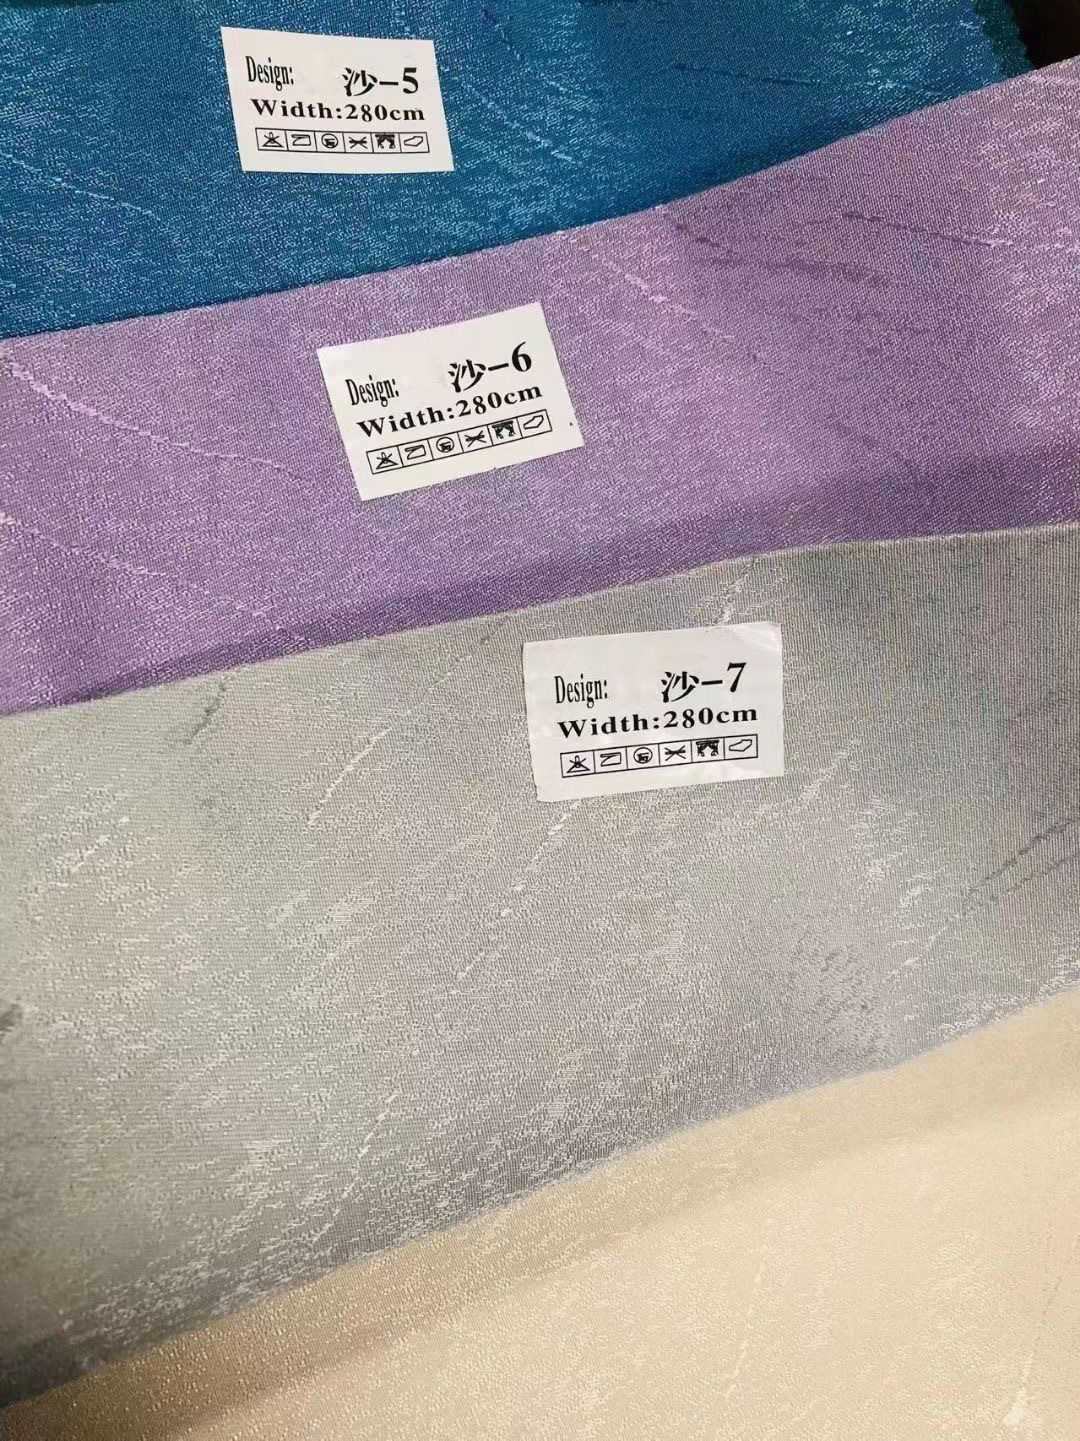 Design: 沙-5
Width:280cm
Design: 沙-6
Width:280cm
Design: 沙-7
Width:280cm